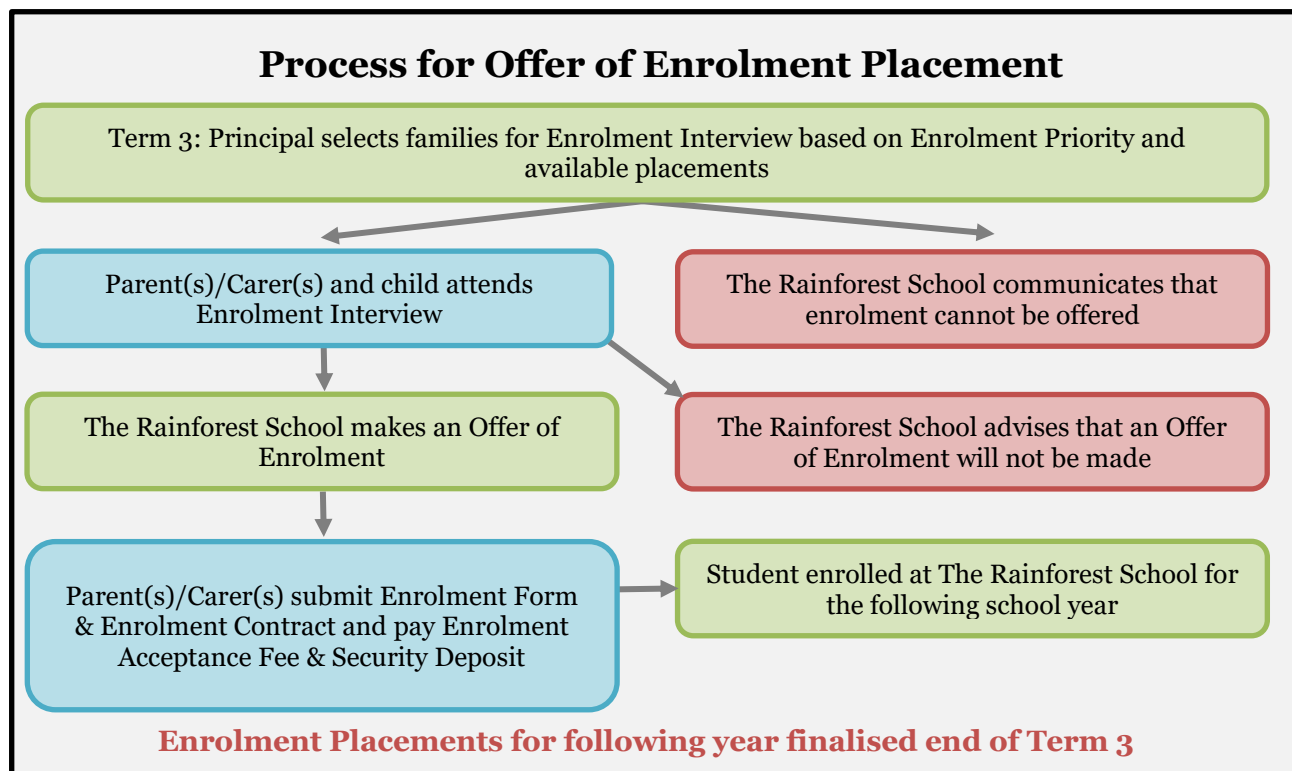 Process for Offer of Enrolment Placement
Term 3: Principal selects families for Enrolment Interview based on Enrolment Priority and
available placements
Parent(s)/Carer(s) and child attends
Enrolment Interview
The Rainforest School communicates that
enrolment cannot be offered
The Rainforest School makes an Offer of
Enrolment
The Rainforest School advises that an Offer
of Enrolment will not be made
Parent(s)/Carer(s) submit Enrolment Form
& Enrolment Contract and pay Enrolment
Acceptance Fee & Security Deposit
Student enrolled at The Rainforest School for
the following school year
Enrolment Placements for following year finalised end of Term 3